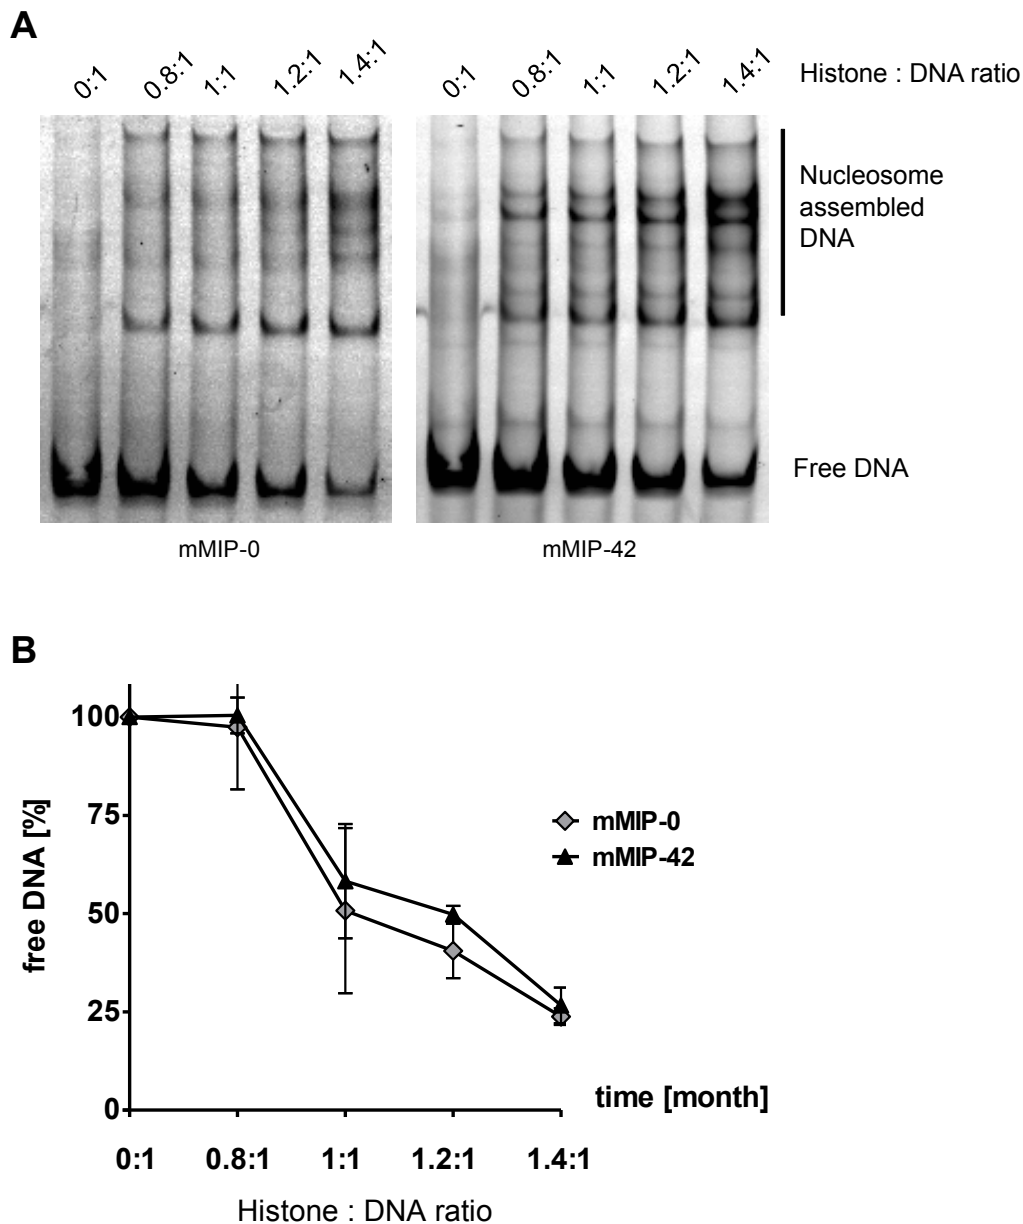 A
0:1 0.8:1 1:1 1.2:1 1.4:1 0:1 0.8:1 1:1 1.2:1 1.4:1 Histone : DNA ratio
Nucleosome
assembled
DNA
Free DNA
mMIP-0 mMIP-42
B
free DNA [%]
100
75
50
25
0
mMIP-0
mMIP-42
time [month]
0:1 0.8:1 1:1 1.2:1 1.4:1
Histone : DNA ratio